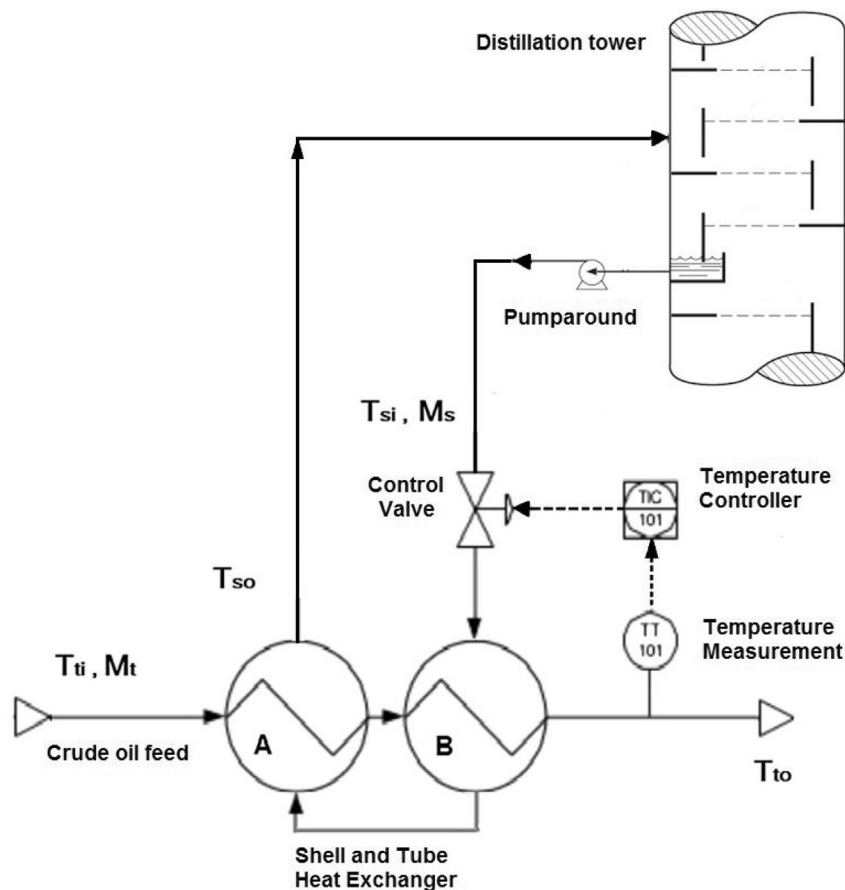 Distillation tower
Pumparound
Tsi , Ms
Control
Valve
TIC
101
Temperature
Controller
Tso
TT
101
Temperature
Measurement
Tti , Mt
A
B
Crude oil feed
Tto
Shell and Tube
Heat Exchanger